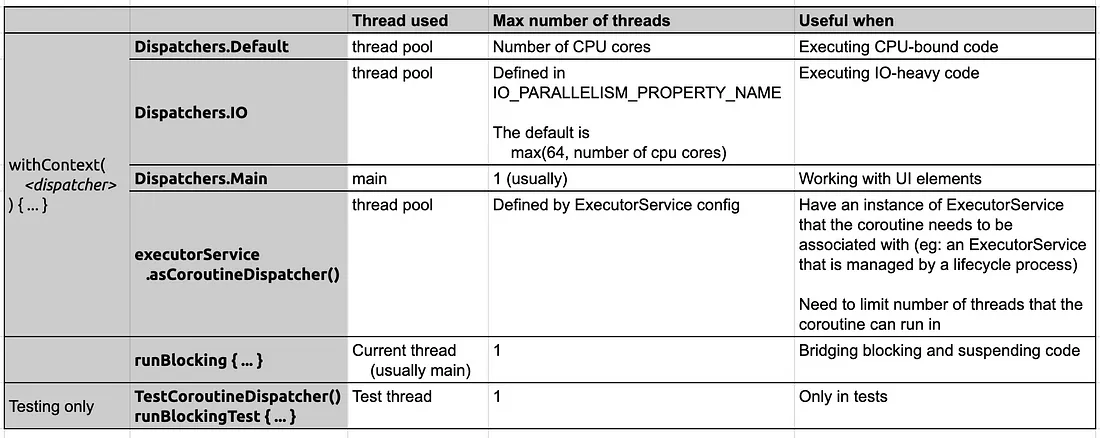 Thread used
Max number of threads
Useful when
withContext(
<dispatcher>
) { ... }
Dispatchers.Default
thread pool
Number of CPU cores
Executing CPU-bound code
Dispatchers.IO
thread pool
Defined in
IO_PARALLELISM_PROPERTY_NAME
The default is
max(64, number of cpu cores)
Executing IO-heavy code
Dispatchers.Main
main
1 (usually)
Working with UI elements
executorService
.asCoroutineDispatcher()
thread pool
Defined by ExecutorService config
Have an instance of ExecutorService
that the coroutine needs to be
associated with (eg: an ExecutorService
that is managed by a lifecycle process)
Need to limit number of threads that the
coroutine can run in
runBlocking { ... }
Current thread
(usually main)
1
Bridging blocking and suspending code
Testing only
TestCoroutineDispatcher()
runBlockingTest { ... }
Test thread
1
Only in tests